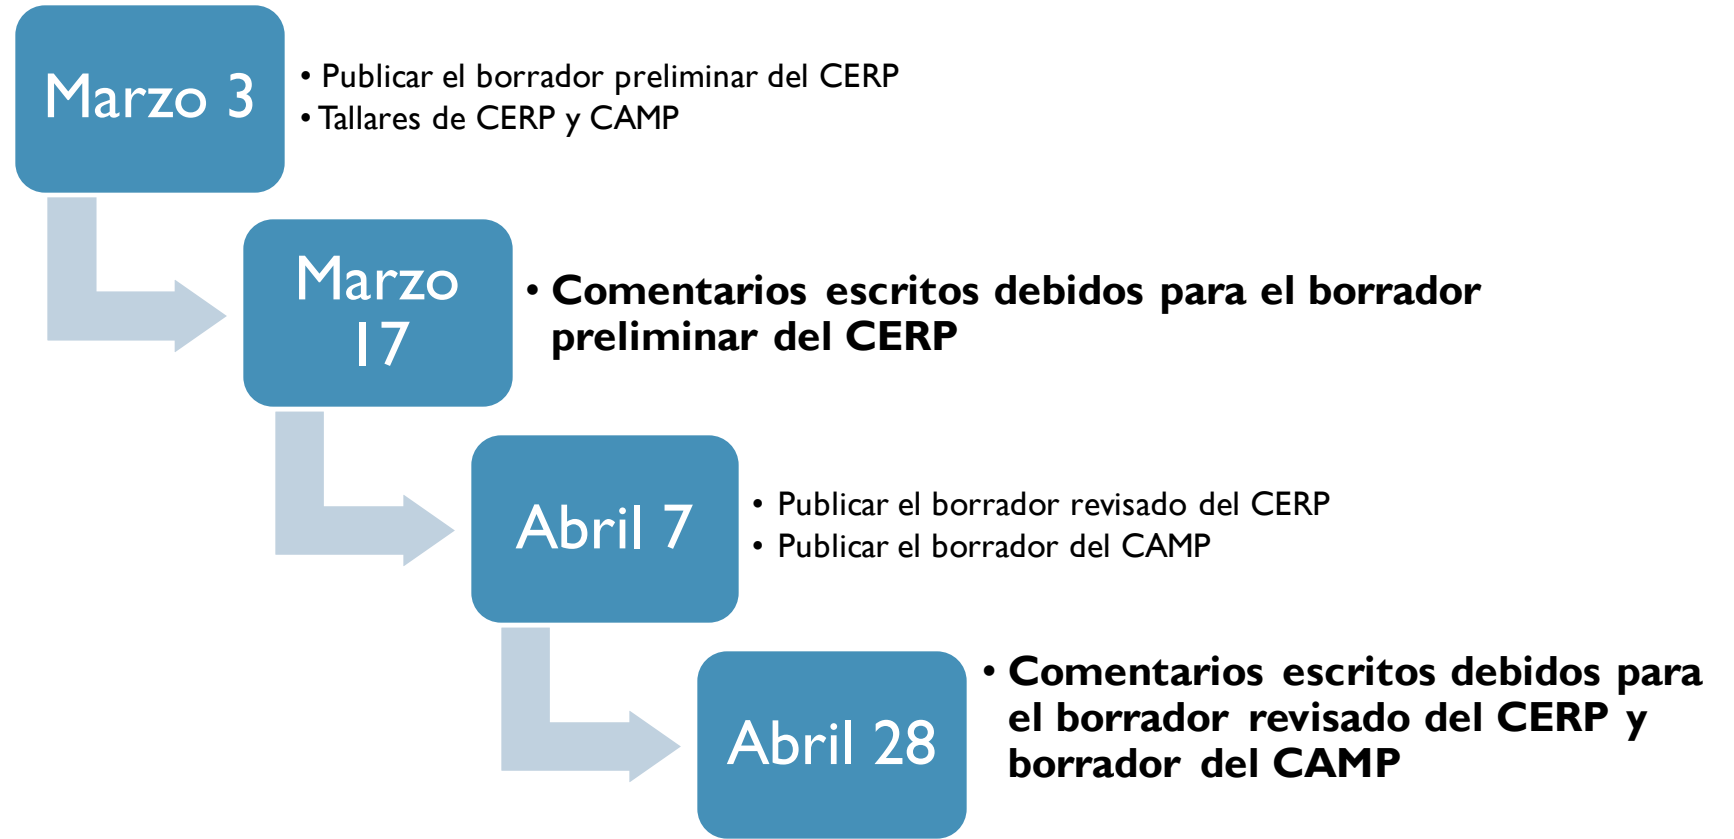 Marzo 3
• Publicar el borrador preliminar del CERP
• Tallares de CERP y CAMP
Marzo
17
• Comentarios escritos debidos para el borrador
preliminar del CERP
Abril 7
• Publicar el borrador revisado del CERP
• Publicar el borrador del CAMP
Abril 28
• Comentarios escritos debidos para
el borrador revisado del CERP y
borrador del CAMP